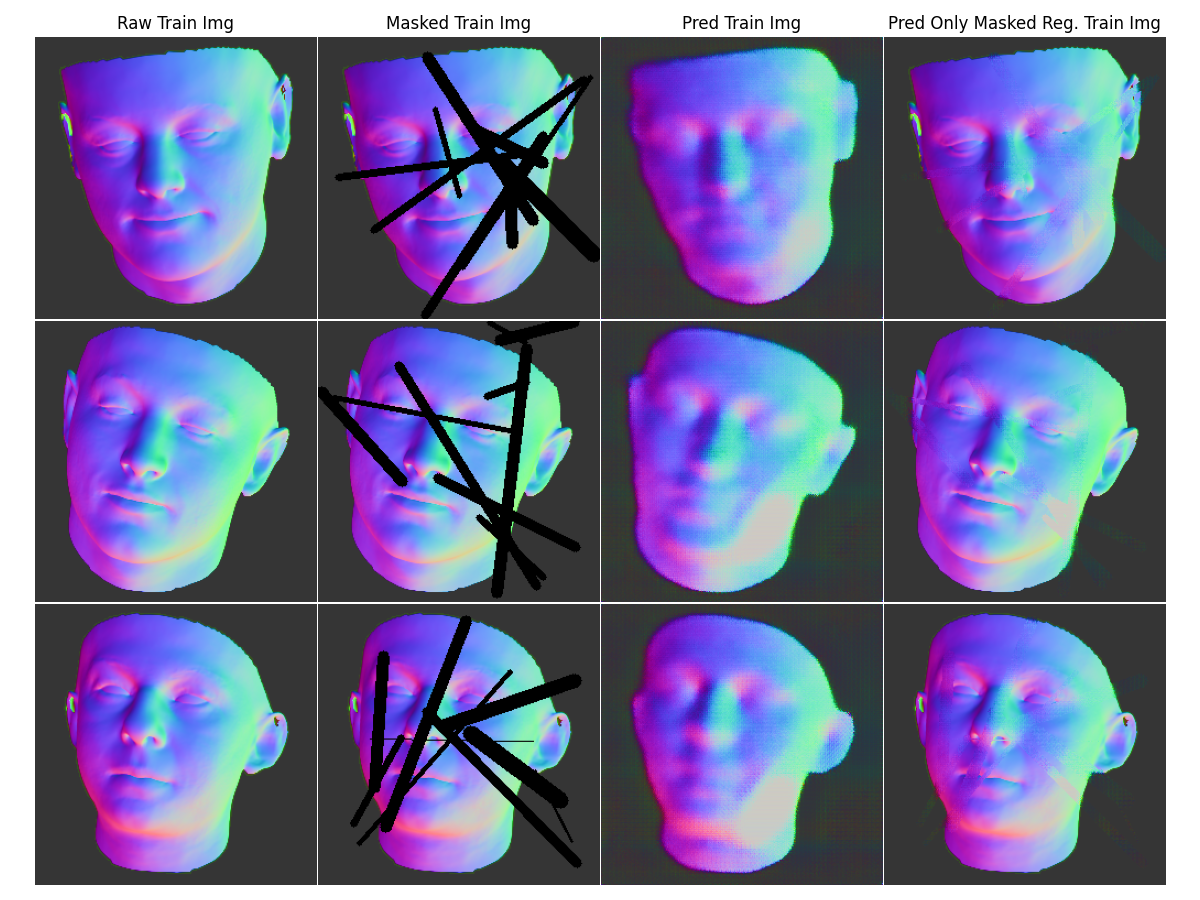 Raw Train Img
Masked Train Img
Pred Train Img
Pred Only Masked Reg. Train Img